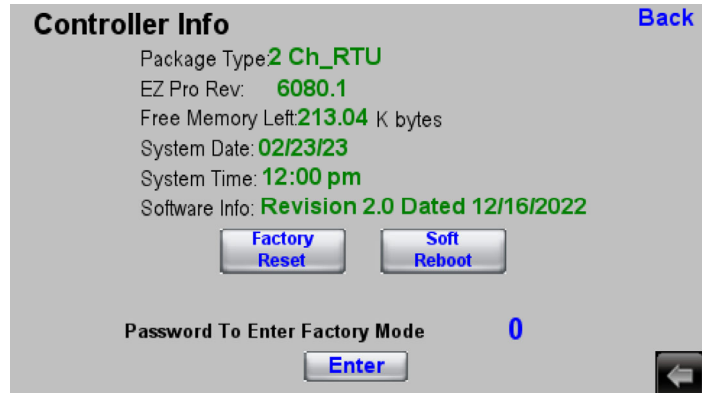 Controller Info
Back
Package Type:2 Ch_RTU
EZ Pro Rev: 6080.1
Free Memory Left:213.04 K bytes
System Date: 02/23/23
System Time: 12:00 pm
Software Info: Revision 2.0 Dated 12/16/2022
Factory
Reset
Soft
Reboot
Password To Enter Factory Mode 0
Enter